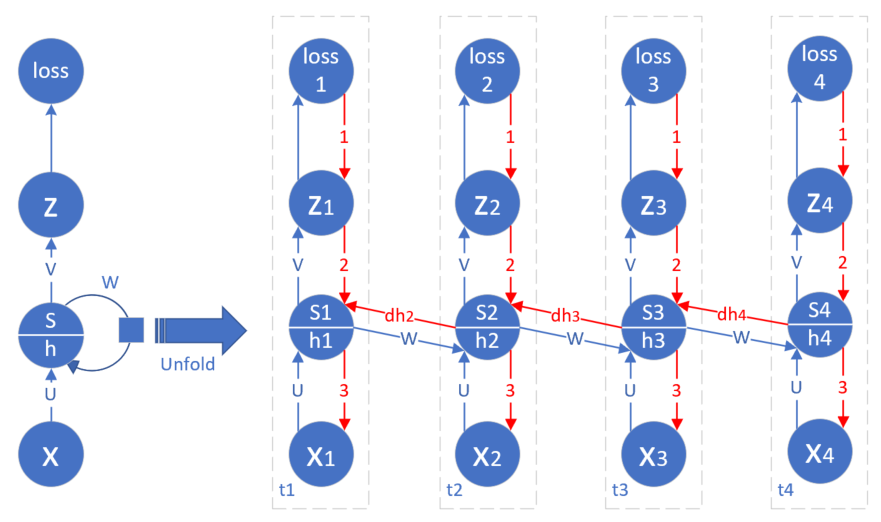 loss
Z
V
W
S
h
Unfold
U
X
loss
1
1
Z1
V
2
S1
h1
U
3
X1
t1
dh2
W
loss
2
1
Z2
V
2
S2
h2
U
3
X2
t2
dh3
W
loss
3
1
Z3
V
2
S3
h3
U
3
X3
t3
dh4
W
loss
4
1
Z4
V
2
S4
h4
U
3
X4
t4